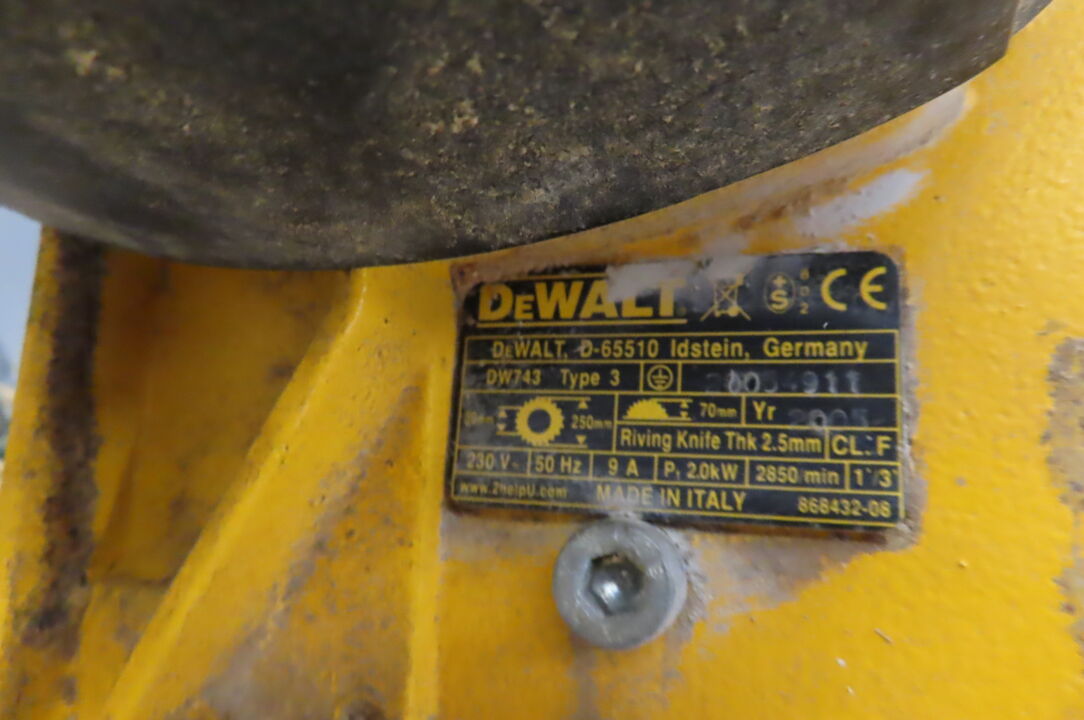 DEWALT
DEWALT, D-65510 Idstein, Germany
DW743 Type 3
250mm 70mm Yr 2005
Riving Knife Thk 2.5mm CL: F
230 V~ 50 Hz 9 A P₁ 2.0kW 2850 min
www.2helpU.com MADE IN ITALY 868432-08